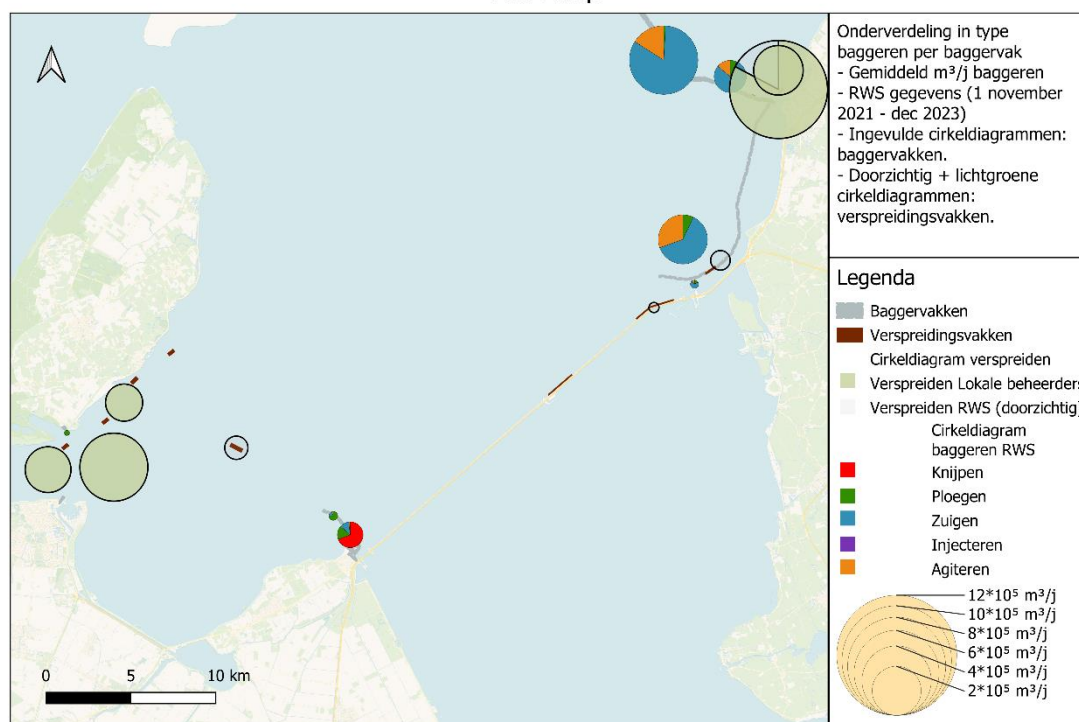 Onderverdeling in type
baggeren per baggervak
- Gemiddeld m³/j baggeren
- RWS gegevens (1 november
2021 - dec 2023)
- Ingevulde cirkeldiagrammen:
baggervakken.
- Doorzichtig + lichtgroene
cirkeldiagrammen:
verspreidingsvakken.
Legenda
Baggervakken
Verspreidingsvakken
Cirkeldiagram verspreiden
Verspreiden Lokale beheerders
Verspreiden RWS (doorzichtig)
Cirkeldiagram
baggeren RWS
Knijpen
Ploegen
Zuigen
Injecteren
Agiteren
12*10⁵ m³/j
10*10⁵ m³/j
8*10⁵ m³/j
6*10⁵ m³/j
4*10⁵ m³/j
2*10⁵ m³/j
0 5 10 km